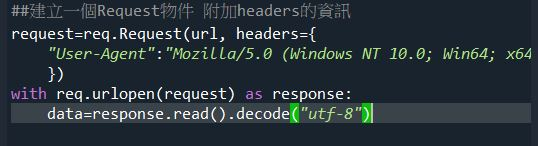 ##建立一個Request物件 附加headers的資訊
request=req.Request(url, headers={
    "User-Agent":"Mozilla/5.0 (Windows NT 10.0; Win64; x64
    })
with req.urlopen(request) as response:
    data=response.read().decode("utf-8")